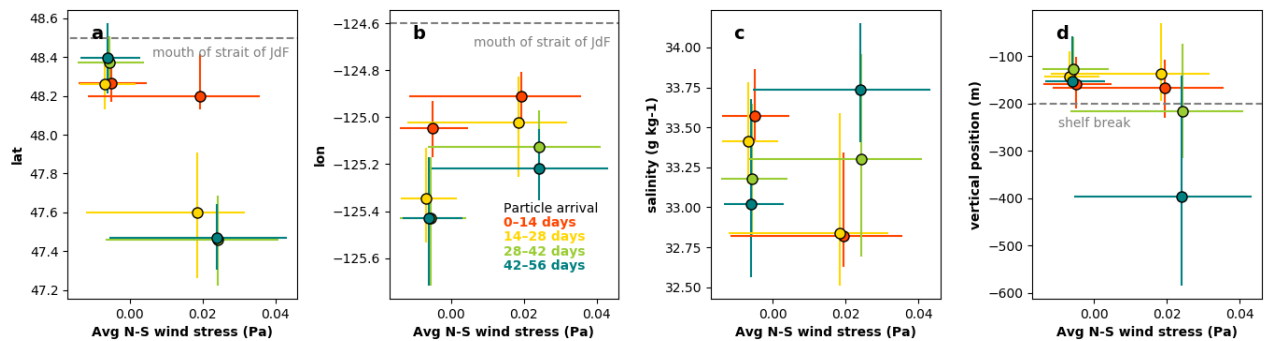 a
mouth of strait of JdF
48.6
48.4
48.2
48.0
47.8
47.6
47.4
47.2
lat
0.00 0.02 0.04
Avg N-S wind stress (Pa)
b
mouth of strait of JdF
−124.6
−124.8
−125.0
−125.2
−125.4
−125.6
lon
Particle arrival
0–14 days
14–28 days
28–42 days
42–56 days
0.00 0.02 0.04
Avg N-S wind stress (Pa)
c
34.00
33.75
33.50
33.25
33.00
32.75
32.50
salinity (g kg-1)
0.00 0.02 0.04
Avg N-S wind stress (Pa)
d
−100
−200
−300
−400
−500
−600
vertical position (m)
shelf break
0.00 0.02 0.04
Avg N-S wind stress (Pa)